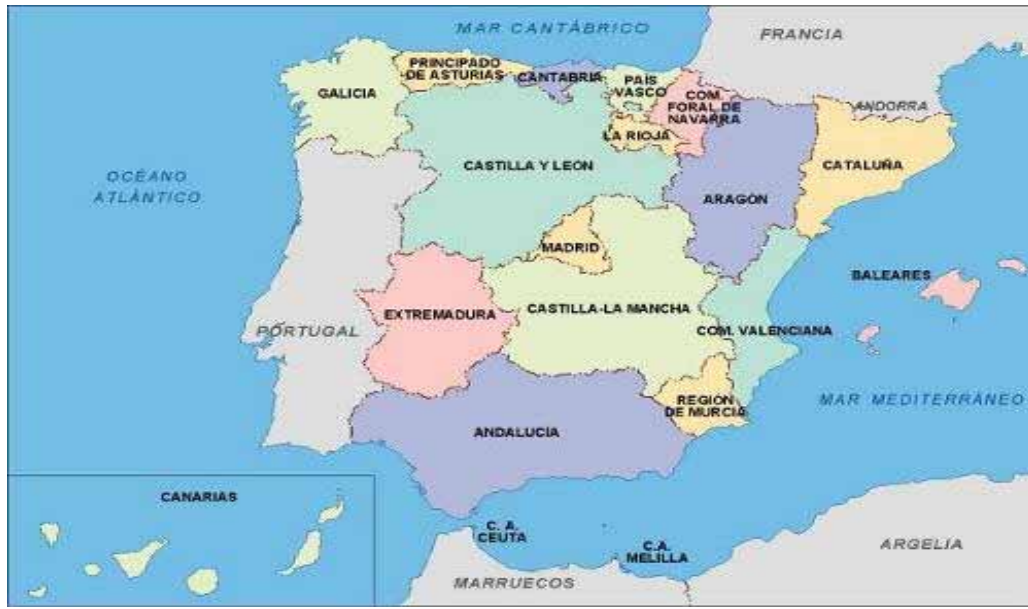 MAR CANTÁBRICO
FRANCIA
PRINCIPADO
DE ASTURIAS
CANTABRIA
PAÍS
VASCO
GALICIA
COM.
FORAL DE
NAVARRA
ANDORRA
LA RIOJA
CASTILLA Y LEÓN
CATALUÑA
OCÉANO
ATLÁNTICO
ARAGÓN
MADRID
BALEARES
EXTREMADURA
CASTILLA-LA MANCHA
PORTUGAL
COM. VALENCIANA
REGIÓN
DE MURCIA
MAR MEDITERRÁNEO
ANDALUCÍA
CANARIAS
C. A.
CEUTA
C.A.
MELILLA
ARGELIA
MARRUECOS